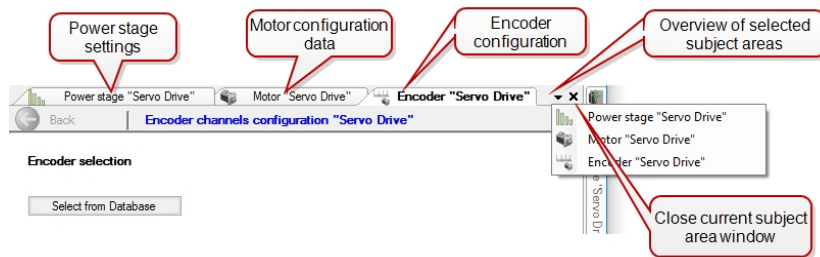 Power stage
settings
Motor configuration
data
Encoder
configuration
Overview of selected
subject areas
Power stage "Servo Drive"
Motor "Servo Drive"
Encoder "Servo Drive"
Back
Encoder channels configuration "Servo Drive"
Power stage "Servo Drive"
Motor "Servo Drive"
Encoder "Servo Drive"
Encoder selection
Select from Database
Close current subject
area window